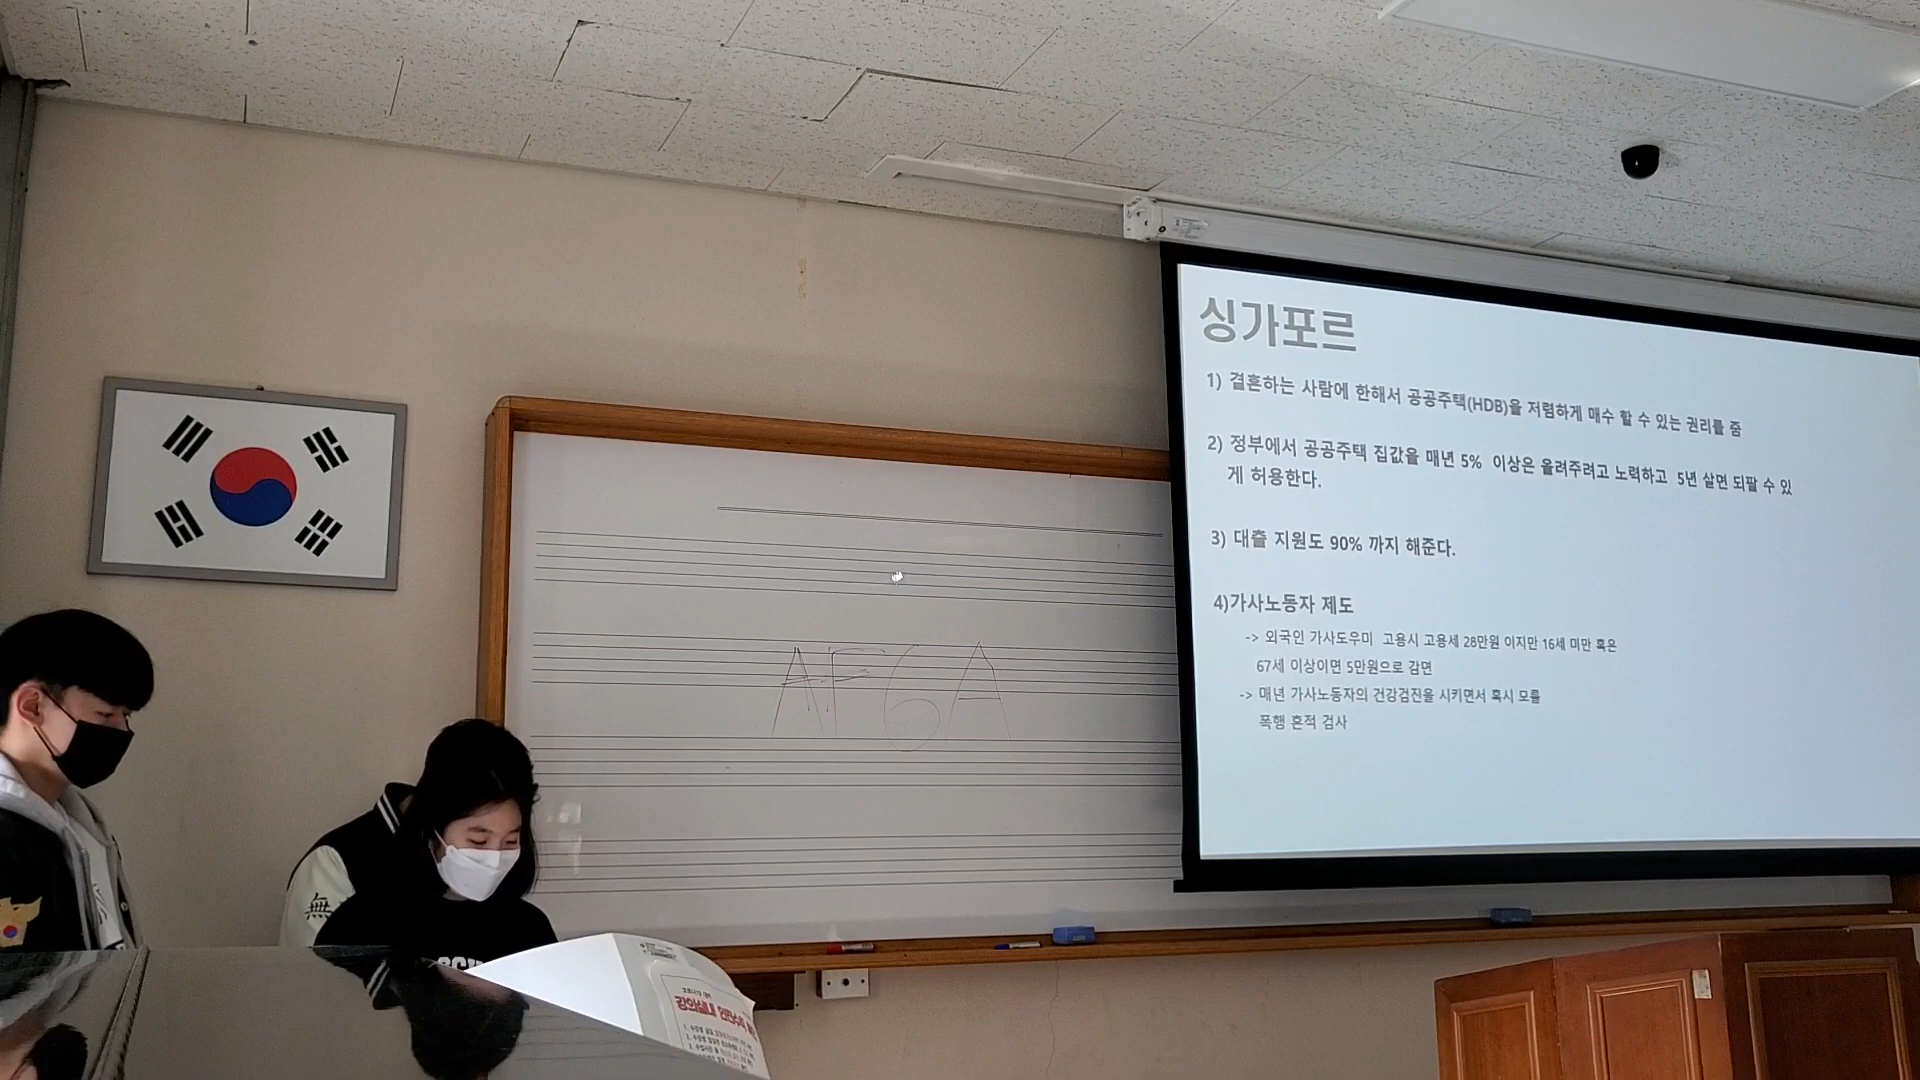 싱가포르
1) 결혼하는 사람에 한해서 공공주택(HDB)을 저렴하게 매수 할 수 있는 권리를 줌
2) 정부에서 공공주택 집값을 매년 5% 이상은 올려주려고 노력하고 5년 살면 되팔 수 있
게 허용한다.
3) 대출 지원도 90% 까지 해준다.
4)가사노동자 제도
-> 외국인 가사도우미 고용시 고용세 28만원 이지만 16세 미만 혹은
67세 이상이면 5만원으로 감면
-> 매년 가사노동자의 건강검진을 시키면서 혹시 모를
폭행 흔적 검사
AFGA
無
강의실내